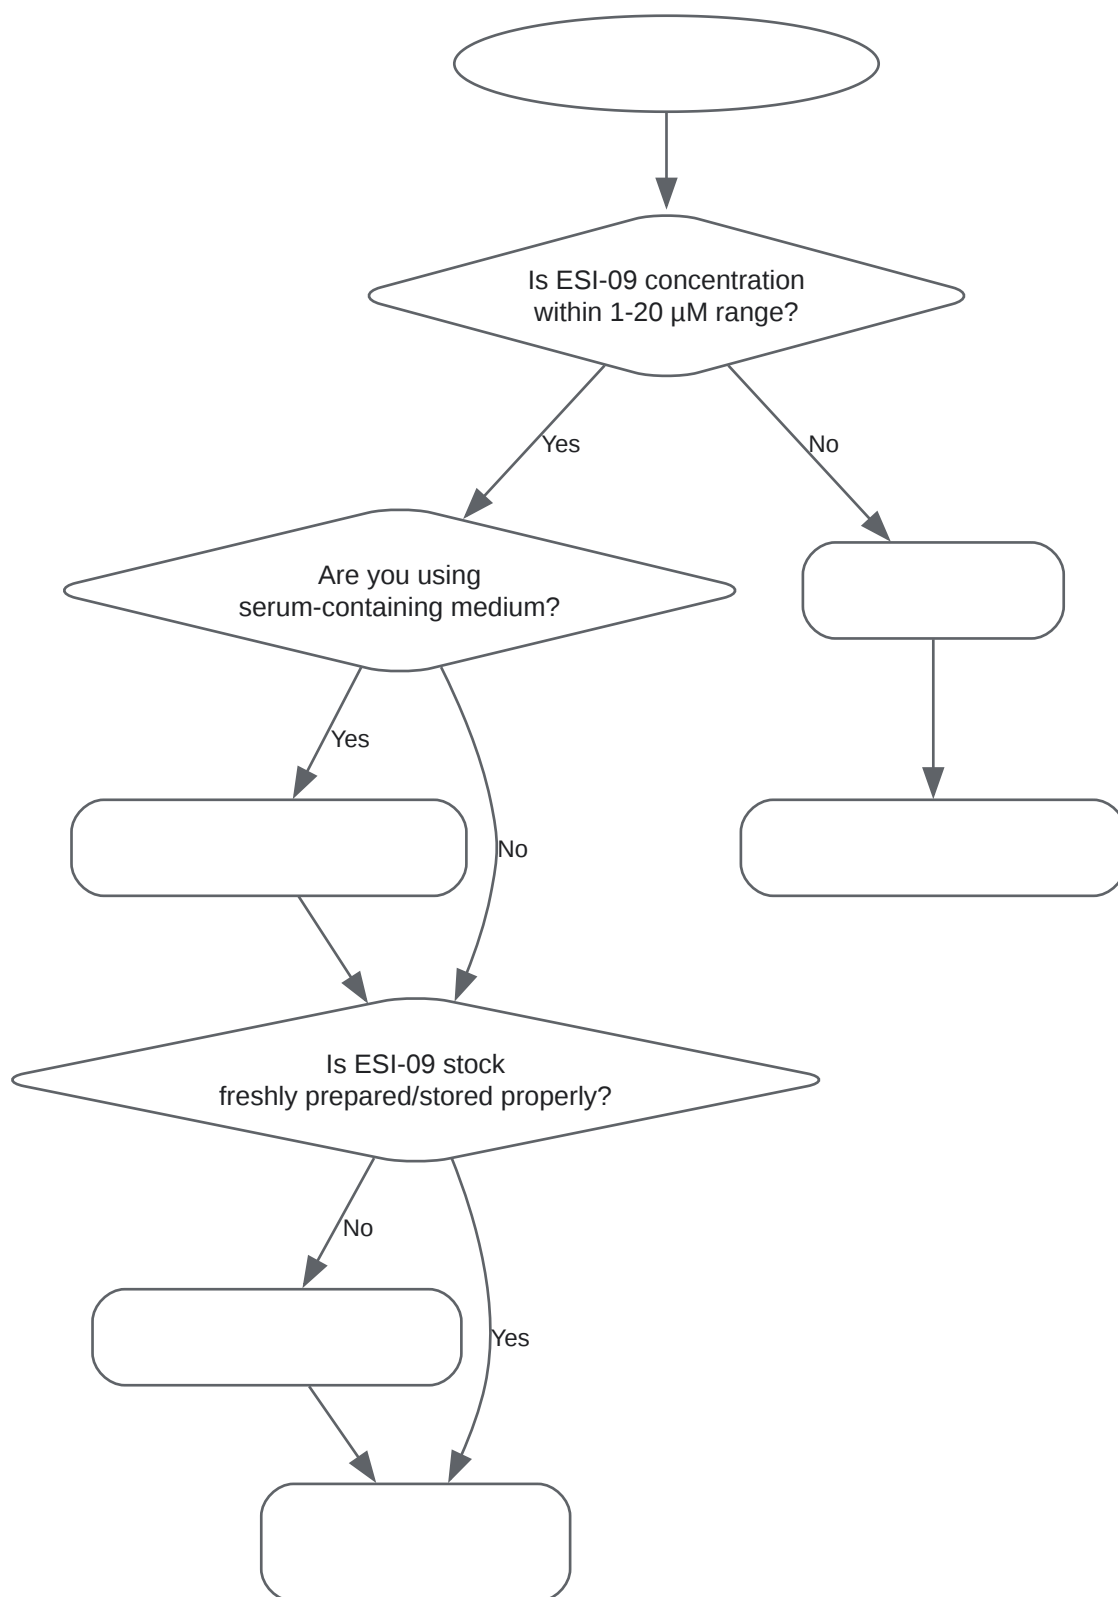 Is ESI-09 concentration
within 1-20 µM range?
Yes
No
Are you using
serum-containing medium?
Yes
No
Is ESI-09 stock
freshly prepared/stored properly?
No
Yes